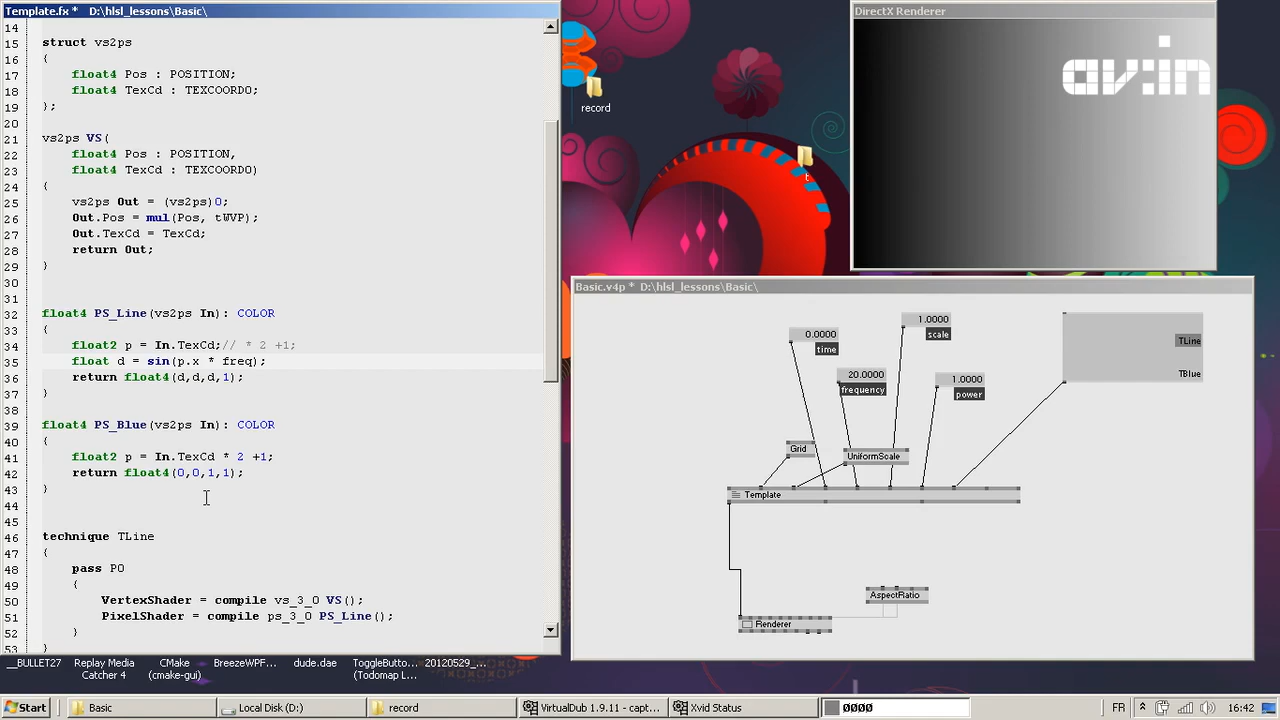 Template.fx * D:\hlsl_lessons\Basic\
14
15 struct vs2ps
16 {
17 float4 Pos : POSITION;
18 float4 TexCd : TEXCOORD0;
19 };
20
21 vs2ps VS(
22 float4 Pos : POSITION,
23 float4 TexCd : TEXCOORD0)
24 {
25 vs2ps Out = (vs2ps)0;
26 Out.Pos = mul(Pos, tWVP);
27 Out.TexCd = TexCd;
28 return Out;
29 }
30
31
32 float4 PS_Line(vs2ps In): COLOR
33 {
34 float2 p = In.TexCd;// * 2 +1;
35 float d = sin(p.x * freq);
36 return float4(d,d,d,1);
37 }
38
39 float4 PS_Blue(vs2ps In): COLOR
40 {
41 float2 p = In.TexCd * 2 +1;
42 return float4(0,0,1,1);
43 }
44
45
46 technique TLine
47 {
48 pass P0
49 {
50 VertexShader = compile vs_3_0 VS();
51 PixelShader = compile ps_3_0 PS_Line();
52 }
53 }
record
t
DirectX Renderer
av:in
Basic.v4p * D:\hlsl_lessons\Basic\
1.0000
scale
0.0000
time
TLine
TBlue
20.0000
frequency
1.0000
power
Grid
UniformScale
Template
AspectRatio
Renderer
__BULLET27
Replay Media
Catcher 4
CMake
(cmake-gui)
BreezeWPF...
dude.dae
ToggleButto...
(Todomap L...
20120529_...
Start
Basic
Local Disk (D:)
record
VirtualDub 1.9.11 - capt...
Xvid Status
0000
FR
16:42